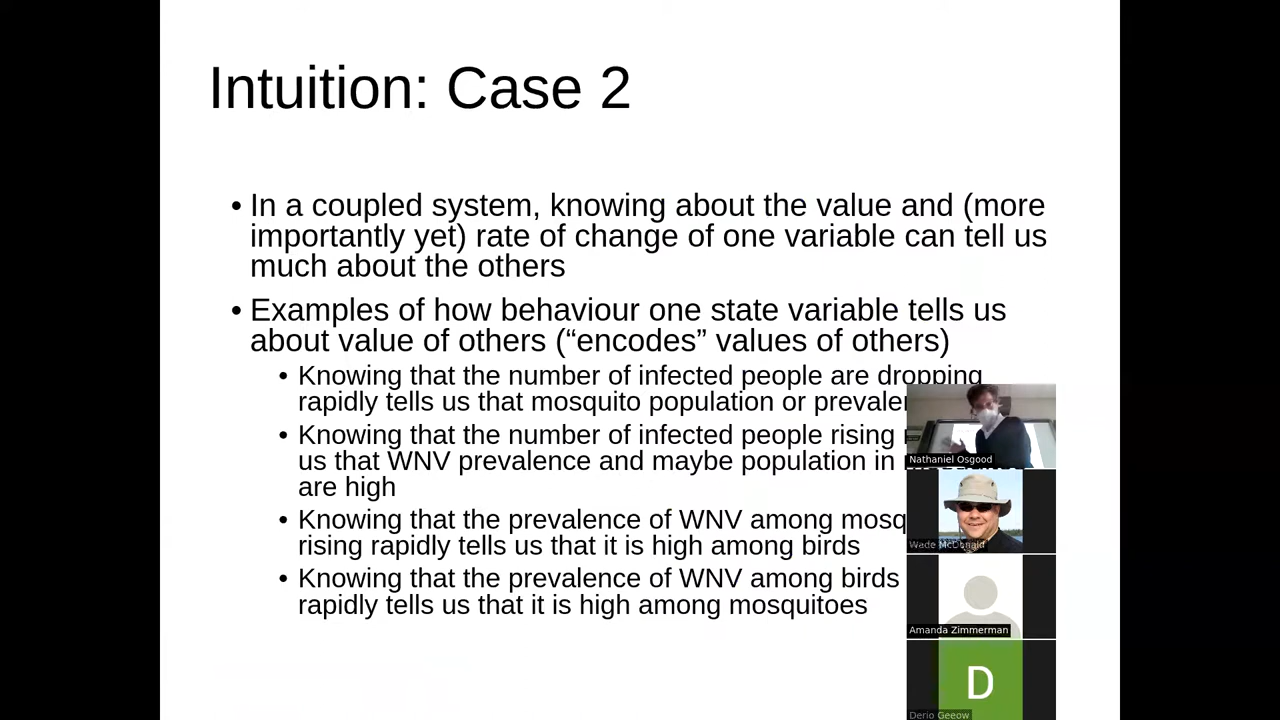 Intuition: Case 2
• In a coupled system, knowing about the value and (more
importantly yet) rate of change of one variable can tell us
much about the others
• Examples of how behaviour one state variable tells us
about value of others (“encodes” values of others)
• Knowing that the number of infected people are dropping
rapidly tells us that mosquito population or
• Knowing that the number of infected people rising
us that WNV prevalence and maybe population in
are high
• Knowing that the prevalence of WNV among
rising rapidly tells us that it is high among birds
• Knowing that the prevalence of WNV among birds
rapidly tells us that it is high among mosquitoes
Nathaniel Osgood
Wade McDonald
Amanda Zimmerman
D
Derio Geeow